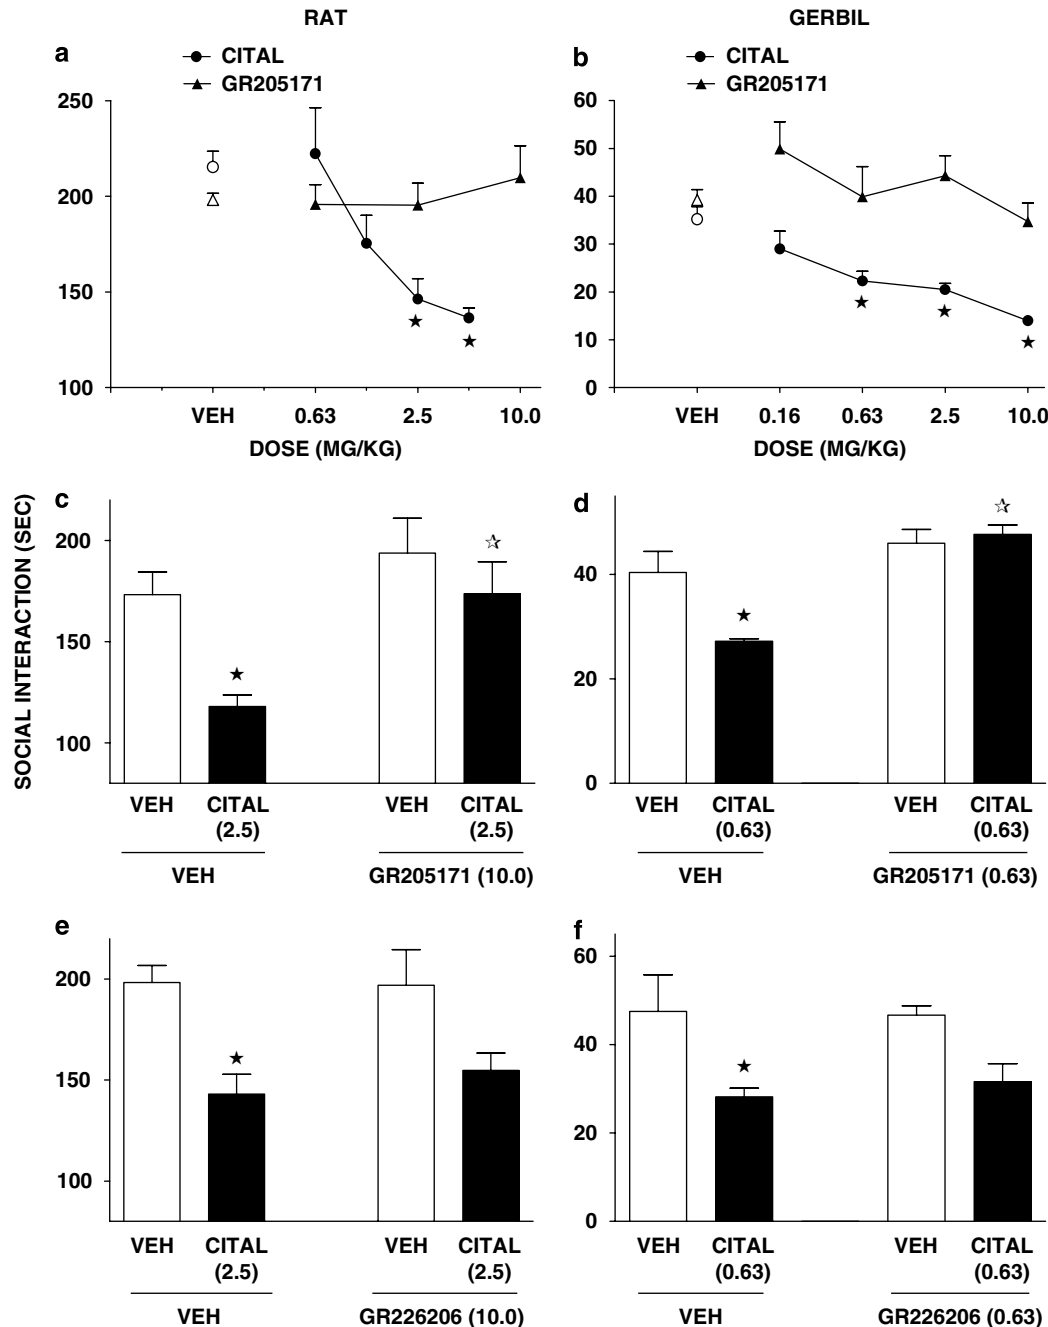 RAT
GERBIL
a
CITAL
GR205171
250
200
150
100
VEH
0.63
2.5
10.0
DOSE (MG/KG)
b
CITAL
GR205171
60
50
40
30
20
10
0
VEH
0.16
0.63
2.5
10.0
DOSE (MG/KG)
SOCIAL INTERACTION (SEC)
c
200
150
100
VEH
CITAL
(2.5)
VEH
CITAL
(2.5)
VEH
GR205171 (10.0)
d
40
20
0
VEH
CITAL
(0.63)
VEH
CITAL
(0.63)
VEH
GR205171 (0.63)
e
200
150
100
VEH
CITAL
(2.5)
VEH
CITAL
(2.5)
VEH
GR226206 (10.0)
f
60
40
20
0
VEH
CITAL
(0.63)
VEH
CITAL
(0.63)
VEH
GR226206 (0.63)